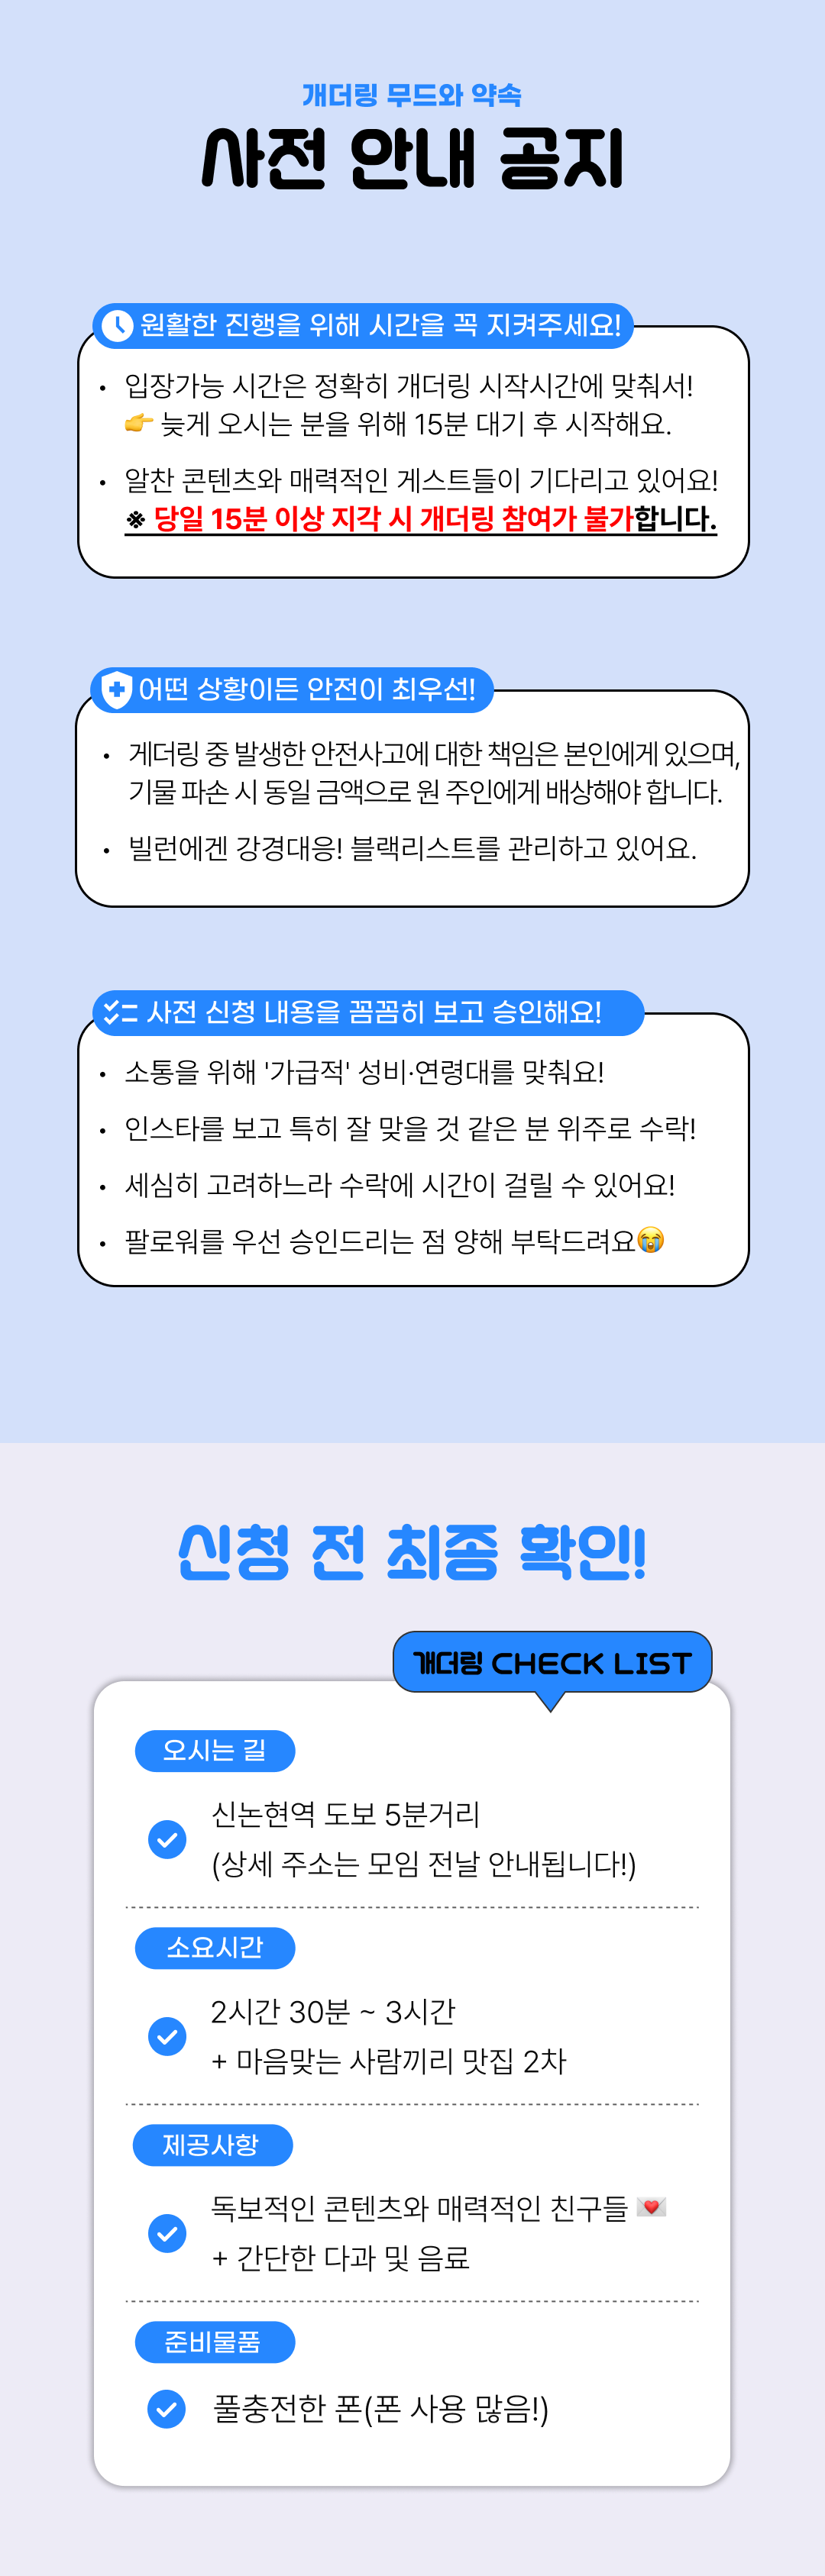 개더링 무드와 약속
사전 안내 공지
원활한 진행을 위해 시간을 꼭 지켜주세요!
• 입장가능 시간은 정확히 개더링 시작시간에 맞춰서!
👉 늦게 오시는 분을 위해 15분 대기 후 시작해요.
• 알찬 콘텐츠와 매력적인 게스트들이 기다리고 있어요!
※ 당일 15분 이상 지각 시 개더링 참여가 불가합니다.
어떤 상황이든 안전이 최우선!
• 게더링 중 발생한 안전사고에 대한 책임은 본인에게 있으며,
기물 파손 시 동일 금액으로 원 주인에게 배상해야 합니다.
• 빌런에겐 강경대응! 블랙리스트를 관리하고 있어요.
사전 신청 내용을 꼼꼼히 보고 승인해요!
• 소통을 위해 '가급적' 성비·연령대를 맞춰요!
• 인스타를 보고 특히 잘 맞을 것 같은 분 위주로 수락!
• 세심히 고려하느라 수락에 시간이 걸릴 수 있어요!
• 팔로워를 우선 승인드리는 점 양해 부탁드려요😭
신청 전 최종 확인!
개더링 CHECK LIST
오시는 길
신논현역 도보 5분거리
(상세 주소는 모임 전날 안내됩니다!)
소요시간
2시간 30분 ~ 3시간
+ 마음맞는 사람끼리 맛집 2차
제공사항
독보적인 콘텐츠와 매력적인 친구들 💌
+ 간단한 다과 및 음료
준비물품
풀충전한 폰(폰 사용 많음!)